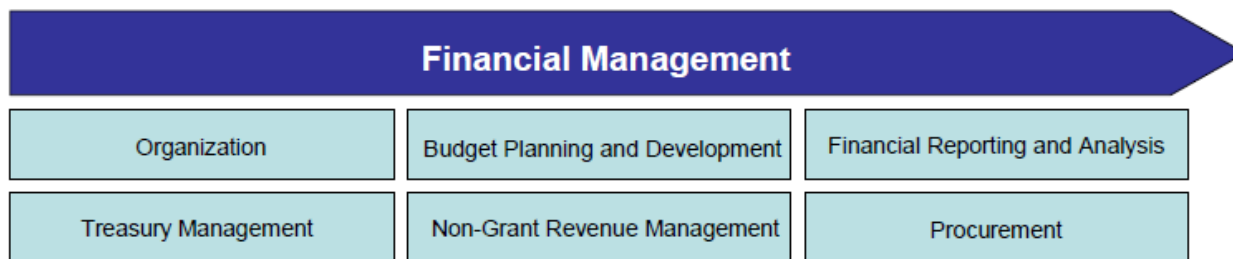 Financial Management
Organization
Budget Planning and Development
Financial Reporting and Analysis
Treasury Management
Non-Grant Revenue Management
Procurement